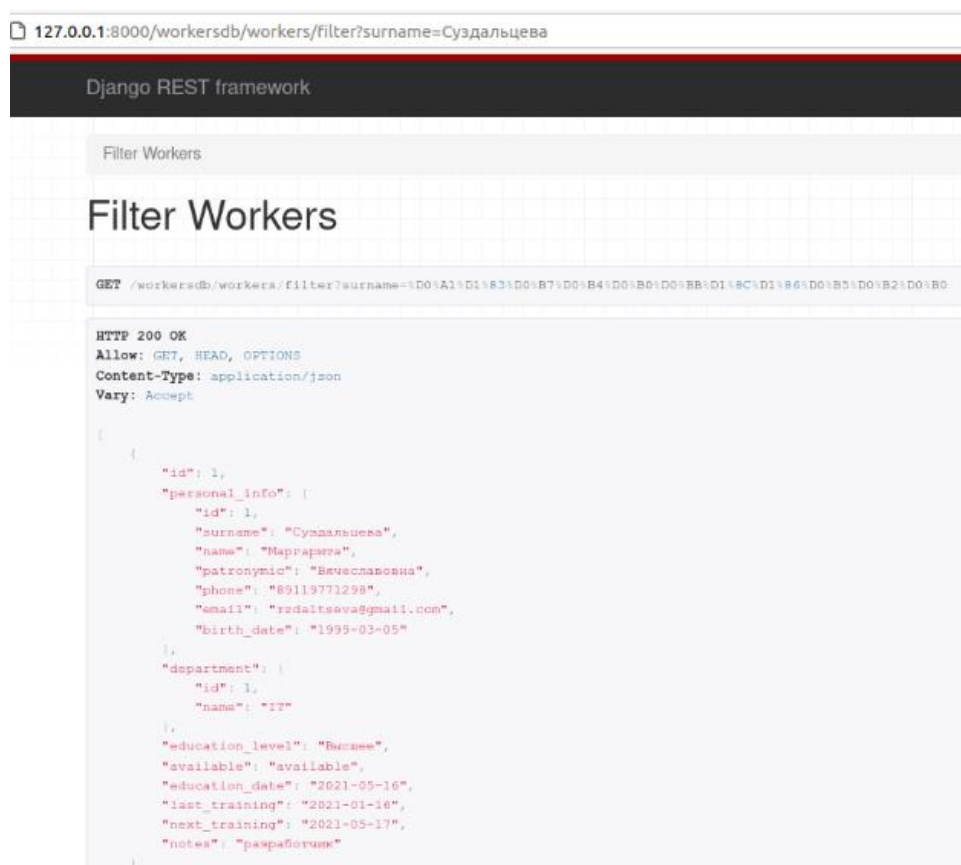 127.0.0.1:8000/workersdb/workers/filter?surname=Суздальцева
Django REST framework
Filter Workers
Filter Workers
GET /workersdb/workers/filter?surname=%D0%A1%D1%83%D0%B7%D0%B4%D0%B0%D0%BB%D1%8C%D1%86%D0%B5%D0%B2%D0%B0
HTTP 200 OK
Allow: GET, HEAD, OPTIONS
Content-Type: application/json
Vary: Accept
[
{
"id": 1,
"personal_info": {
"id": 1,
"surname": "Суздальцева",
"name": "Маргарита",
"patronymic": "Вячеславовна",
"phone": "89119771298",
"email": "rzdaltseva@gmail.com",
"birth_date": "1999-03-05"
},
"department": {
"id": 1,
"name": "IT"
},
"education_level": "Высшее",
"available": "available",
"education_date": "2021-05-16",
"last_training": "2021-01-16",
"next_training": "2021-05-17",
"notes": "разработчик"
}